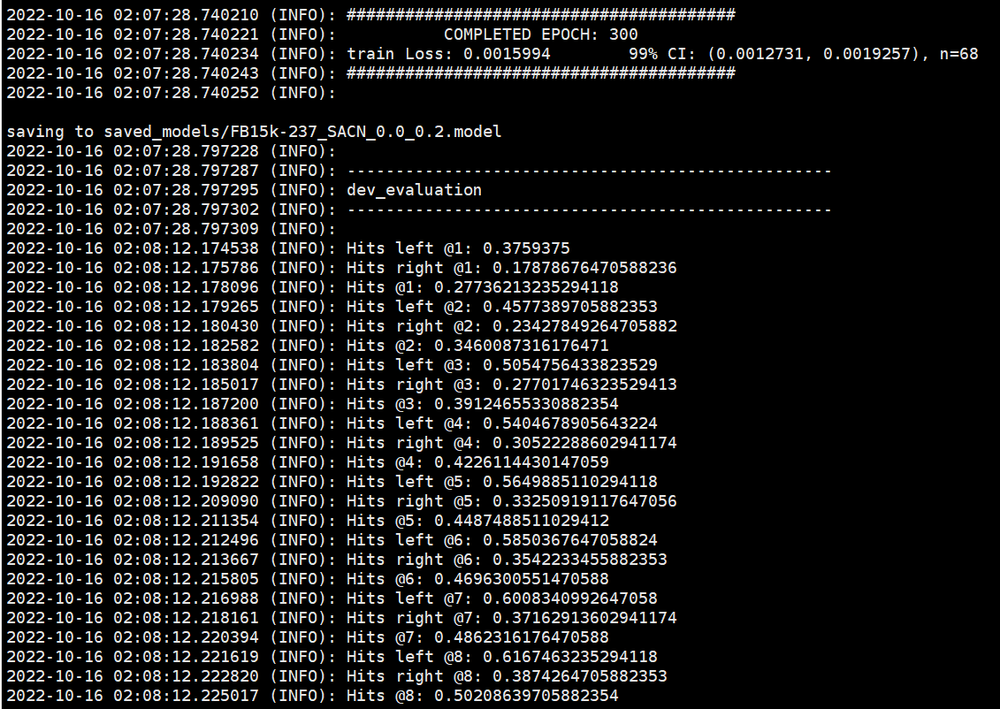 2022-10-16 02:07:28.740210 (INFO): ########################################
2022-10-16 02:07:28.740221 (INFO):           COMPLETED EPOCH: 300
2022-10-16 02:07:28.740234 (INFO): train Loss: 0.0015994        99% CI: (0.0012731, 0.0019257), n=68
2022-10-16 02:07:28.740243 (INFO): ########################################
2022-10-16 02:07:28.740252 (INFO):
saving to saved_models/FB15k-237_SACN_0.0_0.2.model
2022-10-16 02:07:28.797228 (INFO):
2022-10-16 02:07:28.797287 (INFO): --------------------------------------------------
2022-10-16 02:07:28.797295 (INFO): dev_evaluation
2022-10-16 02:07:28.797302 (INFO): --------------------------------------------------
2022-10-16 02:07:28.797309 (INFO):
2022-10-16 02:08:12.174538 (INFO): Hits left @1: 0.3759375
2022-10-16 02:08:12.175786 (INFO): Hits right @1: 0.17878676470588236
2022-10-16 02:08:12.178096 (INFO): Hits @1: 0.27736213235294118
2022-10-16 02:08:12.179265 (INFO): Hits left @2: 0.4577389705882353
2022-10-16 02:08:12.180430 (INFO): Hits right @2: 0.23427849264705882
2022-10-16 02:08:12.182582 (INFO): Hits @2: 0.3460087316176471
2022-10-16 02:08:12.183804 (INFO): Hits left @3: 0.5054756433823529
2022-10-16 02:08:12.185017 (INFO): Hits right @3: 0.27701746323529413
2022-10-16 02:08:12.187200 (INFO): Hits @3: 0.39124655330882354
2022-10-16 02:08:12.188361 (INFO): Hits left @4: 0.5404678905643224
2022-10-16 02:08:12.189525 (INFO): Hits right @4: 0.30522288602941174
2022-10-16 02:08:12.191658 (INFO): Hits @4: 0.4226114430147059
2022-10-16 02:08:12.192822 (INFO): Hits left @5: 0.5649885110294118
2022-10-16 02:08:12.209090 (INFO): Hits right @5: 0.33250919117647056
2022-10-16 02:08:12.211354 (INFO): Hits @5: 0.4487488511029412
2022-10-16 02:08:12.212496 (INFO): Hits left @6: 0.5850367647058824
2022-10-16 02:08:12.213667 (INFO): Hits right @6: 0.3542233455882353
2022-10-16 02:08:12.215805 (INFO): Hits @6: 0.4696300551470588
2022-10-16 02:08:12.216988 (INFO): Hits left @7: 0.6008340992647058
2022-10-16 02:08:12.218161 (INFO): Hits right @7: 0.37162913602941174
2022-10-16 02:08:12.220394 (INFO): Hits @7: 0.4862316176470588
2022-10-16 02:08:12.221619 (INFO): Hits left @8: 0.6167463235294118
2022-10-16 02:08:12.222820 (INFO): Hits right @8: 0.3874264705882353
2022-10-16 02:08:12.225017 (INFO): Hits @8: 0.50208639705882354